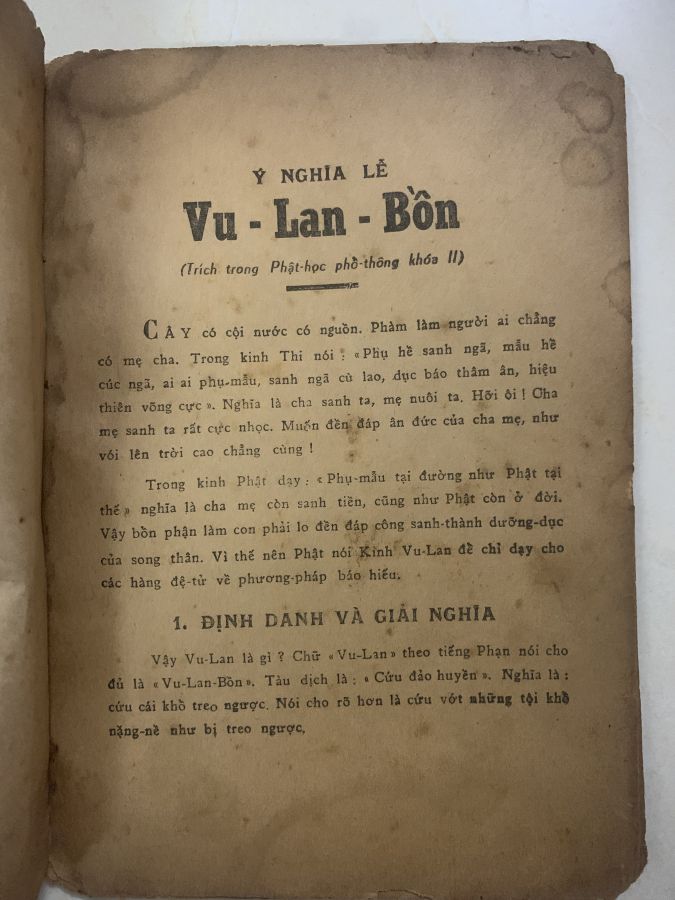 Ý NGHĨA LỄ
Vu - Lan - Bồn
(Trích trong Phật-học phổ-thông khóa II)
CÂY có cội nước có nguồn. Phàm làm người ai chẳng
có mẹ cha. Trong kinh Thi nói : « Phụ hề sanh ngã, mẫu hề
cúc ngã, ai ai phụ-mẫu, sanh ngã cù lao, dục báo thâm ân, hiệu
thiên võng cực ». Nghĩa là cha sanh ta, mẹ nuôi ta. Hỡi ôi ! Cha
mẹ sanh ta rất cực nhọc. Muốn đền đáp ân đức của cha mẹ, như
vói lên trời cao chẳng cùng !
Trong kinh Phật dạy : « Phụ-mẫu tại đường như Phật tại
thế » nghĩa là cha mẹ còn sanh tiền, cũng như Phật còn ở đời.
Vậy bồn phận làm con phải lo đền đáp công sanh-thành dưỡng-dục
của song thân. Vì thế nên Phật nói Kinh Vu-Lan để chỉ dạy cho
các hàng đệ-tử về phương-pháp báo hiếu.
1. ĐỊNH DANH VÀ GIẢI NGHĨA
Vậy Vu-Lan là gì ? Chữ « Vu-Lan » theo tiếng Phạn nói cho
đủ là « Vu-Lan-Bồn ». Tàu dịch là : « Cứu đảo huyền ». Nghĩa là :
cứu cái khổ treo ngược. Nói cho rõ hơn là cứu vớt những tội khổ
nặng-nề như bị treo ngược.